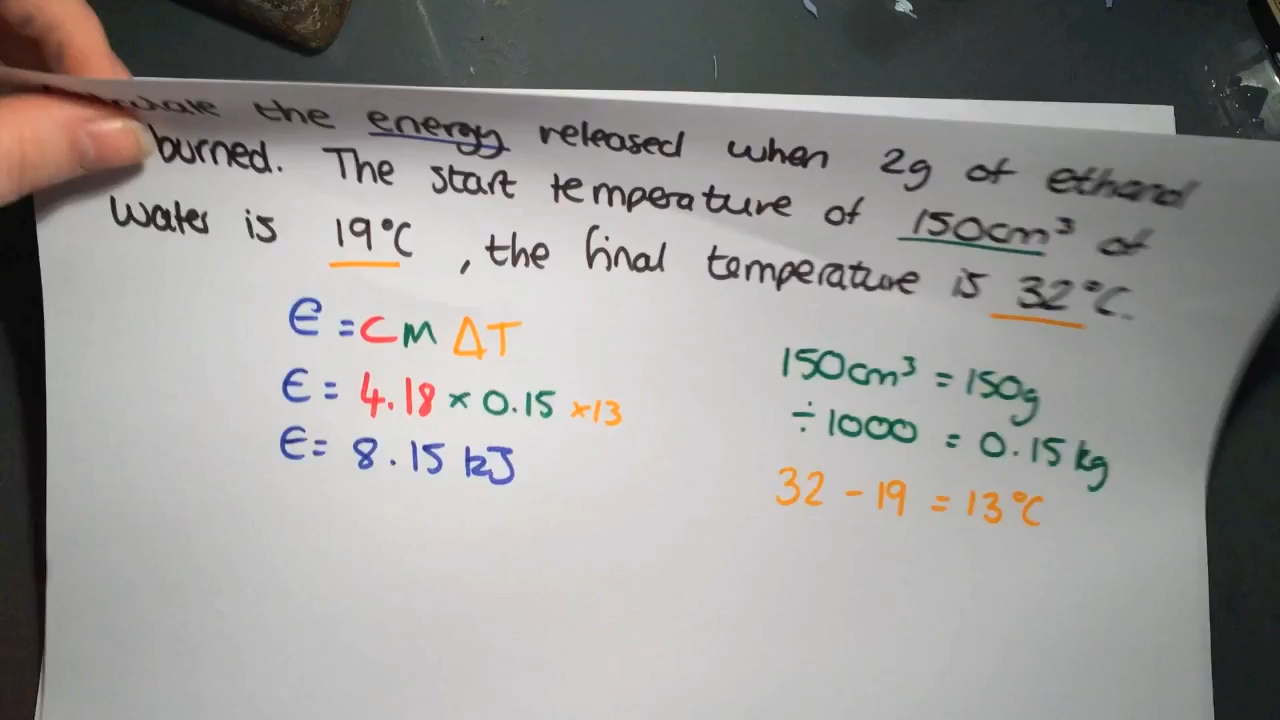 the energy released when 2g of ethanol
burned. The start temperature of 150cm³ of
water is 19°C, the final temperature is 32°C.
E = cm ΔT
E = 4.18 × 0.15 × 13
E = 8.15 kJ
150cm³ = 150g
÷ 1000 = 0.15 kg
32 - 19 = 13°C